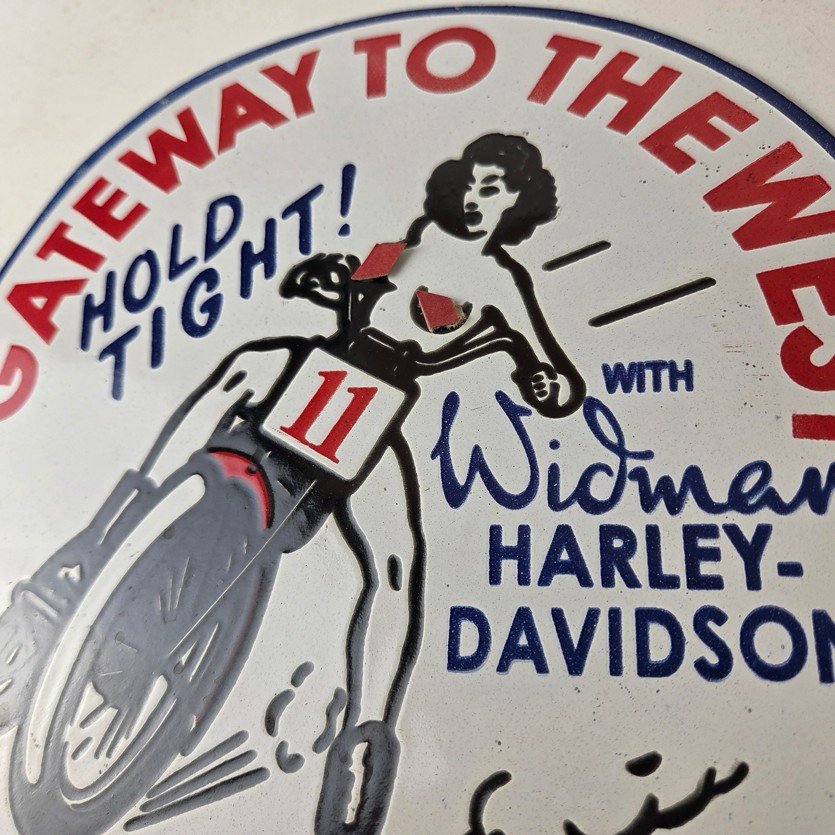 GATEWAY TO THE WEST
HOLD
TIGHT!
11
WITH
Widman
HARLEY-
DAVIDSON